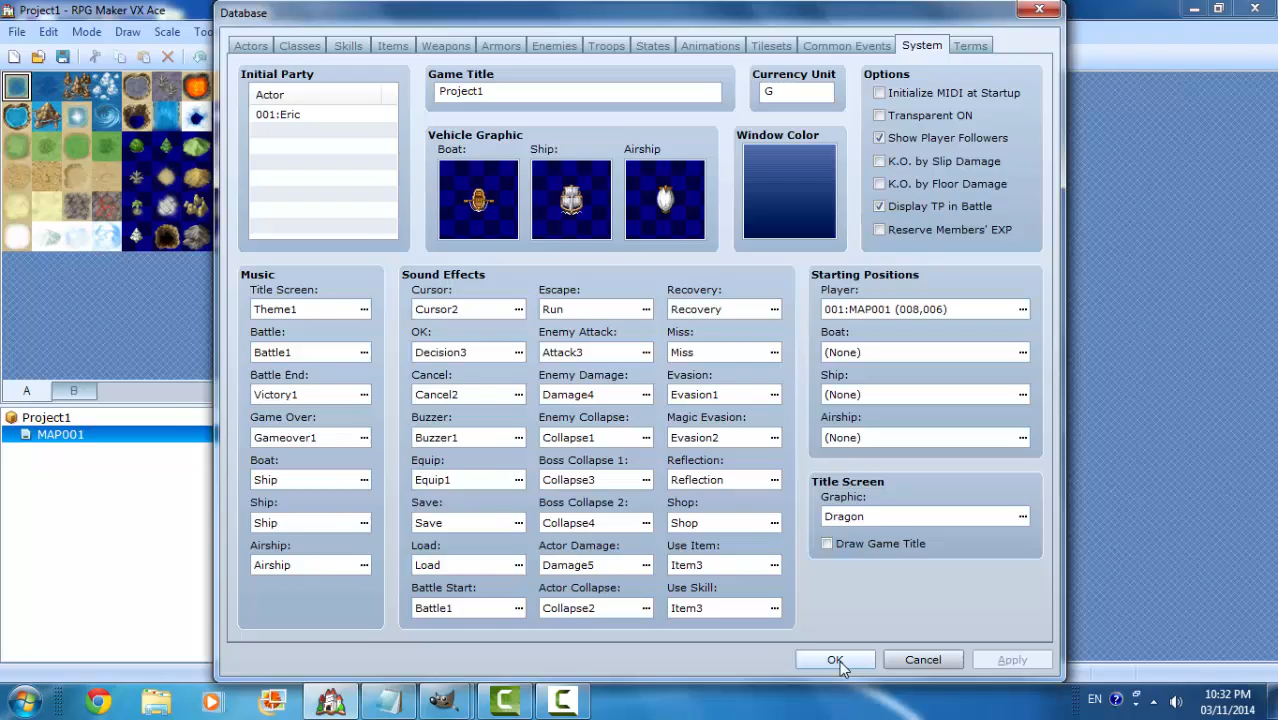 Project1 - RPG Maker VX Ace
File Edit Mode Draw Scale Too
Database
Actors Classes Skills Items Weapons Armors Enemies Troops States Animations Tilesets Common Events System Terms
Initial Party
Actor
001:Eric
Game Title
Project1
Currency Unit
G
Options
Initialize MIDI at Startup
Transparent ON
Show Player Followers
K.O. by Slip Damage
K.O. by Floor Damage
Display TP in Battle
Reserve Members' EXP
Vehicle Graphic
Boat: Ship: Airship
Window Color
Music
Title Screen:
Theme1
Battle:
Battle1
Battle End:
Victory1
Game Over:
Gameover1
Boat:
Ship
Ship:
Ship
Airship:
Airship
Sound Effects
Cursor: Escape: Recovery:
Cursor2 Run Recovery
OK: Enemy Attack: Miss:
Decision3 Attack3 Miss
Cancel: Enemy Damage: Evasion:
Cancel2 Damage4 Evasion1
Buzzer: Enemy Collapse: Magic Evasion:
Buzzer1 Collapse1 Evasion2
Equip: Boss Collapse 1: Reflection:
Equip1 Collapse3 Reflection
Save: Boss Collapse 2: Shop:
Save Collapse4 Shop
Load: Actor Damage: Use Item:
Load Damage5 Item3
Battle Start: Actor Collapse: Use Skill:
Battle1 Collapse2 Item3
Starting Positions
Player:
001:MAP001 (008,006)
Boat:
(None)
Ship:
(None)
Airship:
(None)
Title Screen
Graphic:
Dragon
Draw Game Title
OK Cancel Apply
A B
Project1
MAP001
EN
10:32 PM
03/11/2014